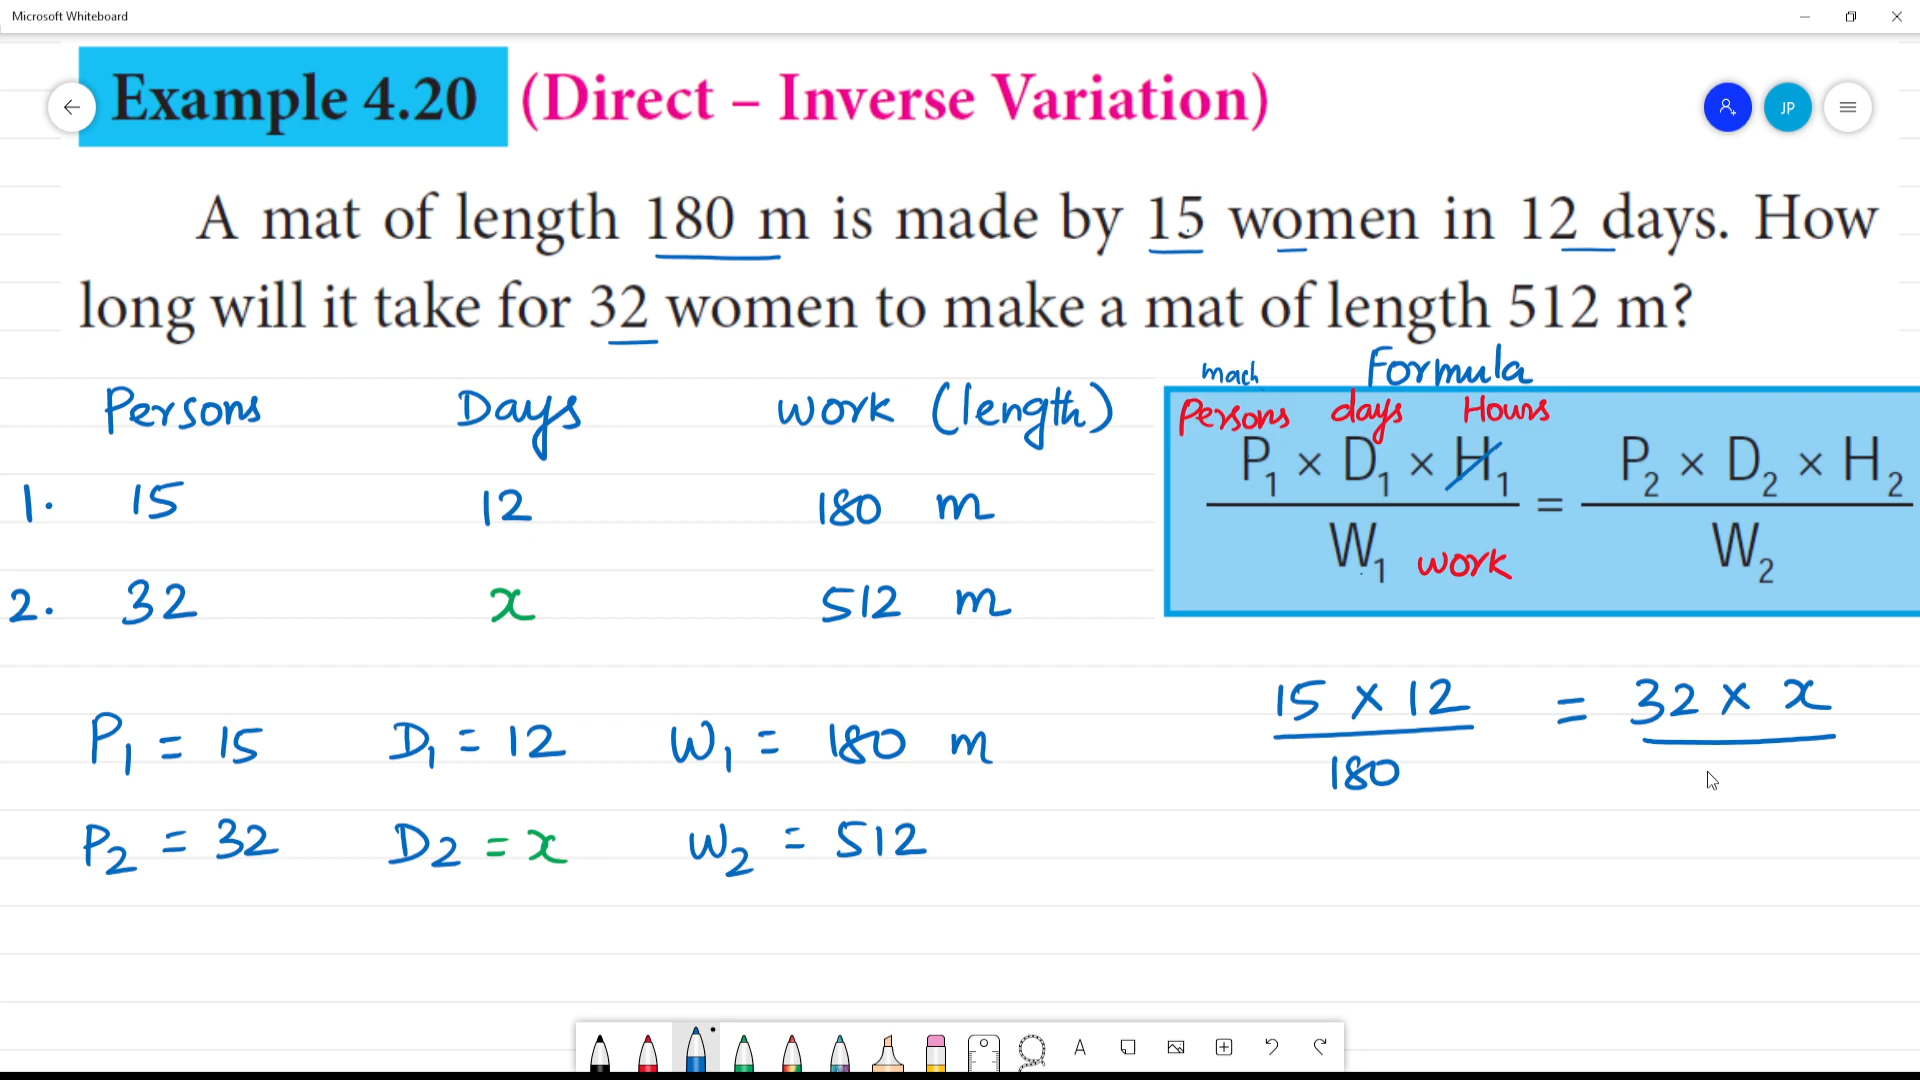 Microsoft Whiteboard
Example 4.20 (Direct – Inverse Variation)
JP
A mat of length 180 m is made by 15 women in 12 days. How
long will it take for 32 women to make a mat of length 512 m?
Persons Days work (length)
1. 15 12 180 m
2. 32 x 512 m
mach Formula
Persons days Hours
P₁ × D₁ × H₁ = P₂ × D₂ × H₂
W₁ work W₂
15 × 12 = 32 × x
180
P₁ = 15 D₁ = 12 W₁ = 180 m
P₂ = 32 D₂ = x W₂ = 512
A